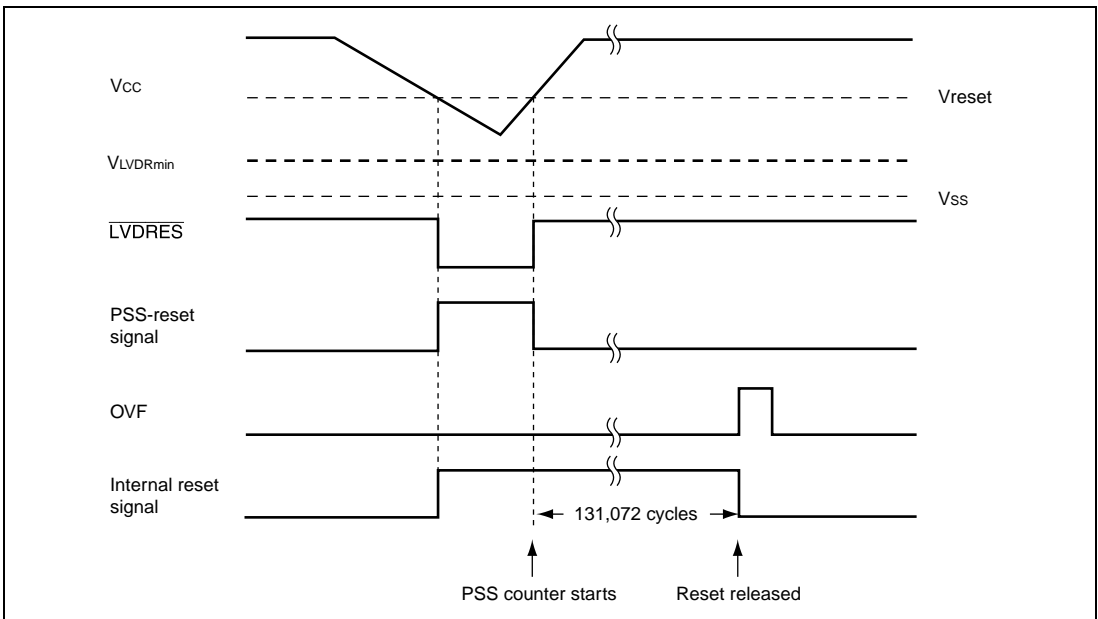 Vcc
Vreset
VLVDRmin
Vss
LVDRES
PSS-reset
signal
OVF
Internal reset
signal
131,072 cycles
PSS counter starts
Reset released